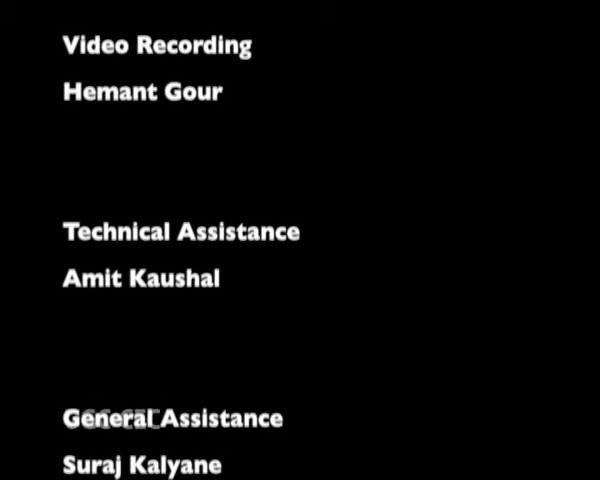 Video Recording
Hemant Gour
Technical Assistance
Amit Kaushal
General Assistance
Suraj Kalyane